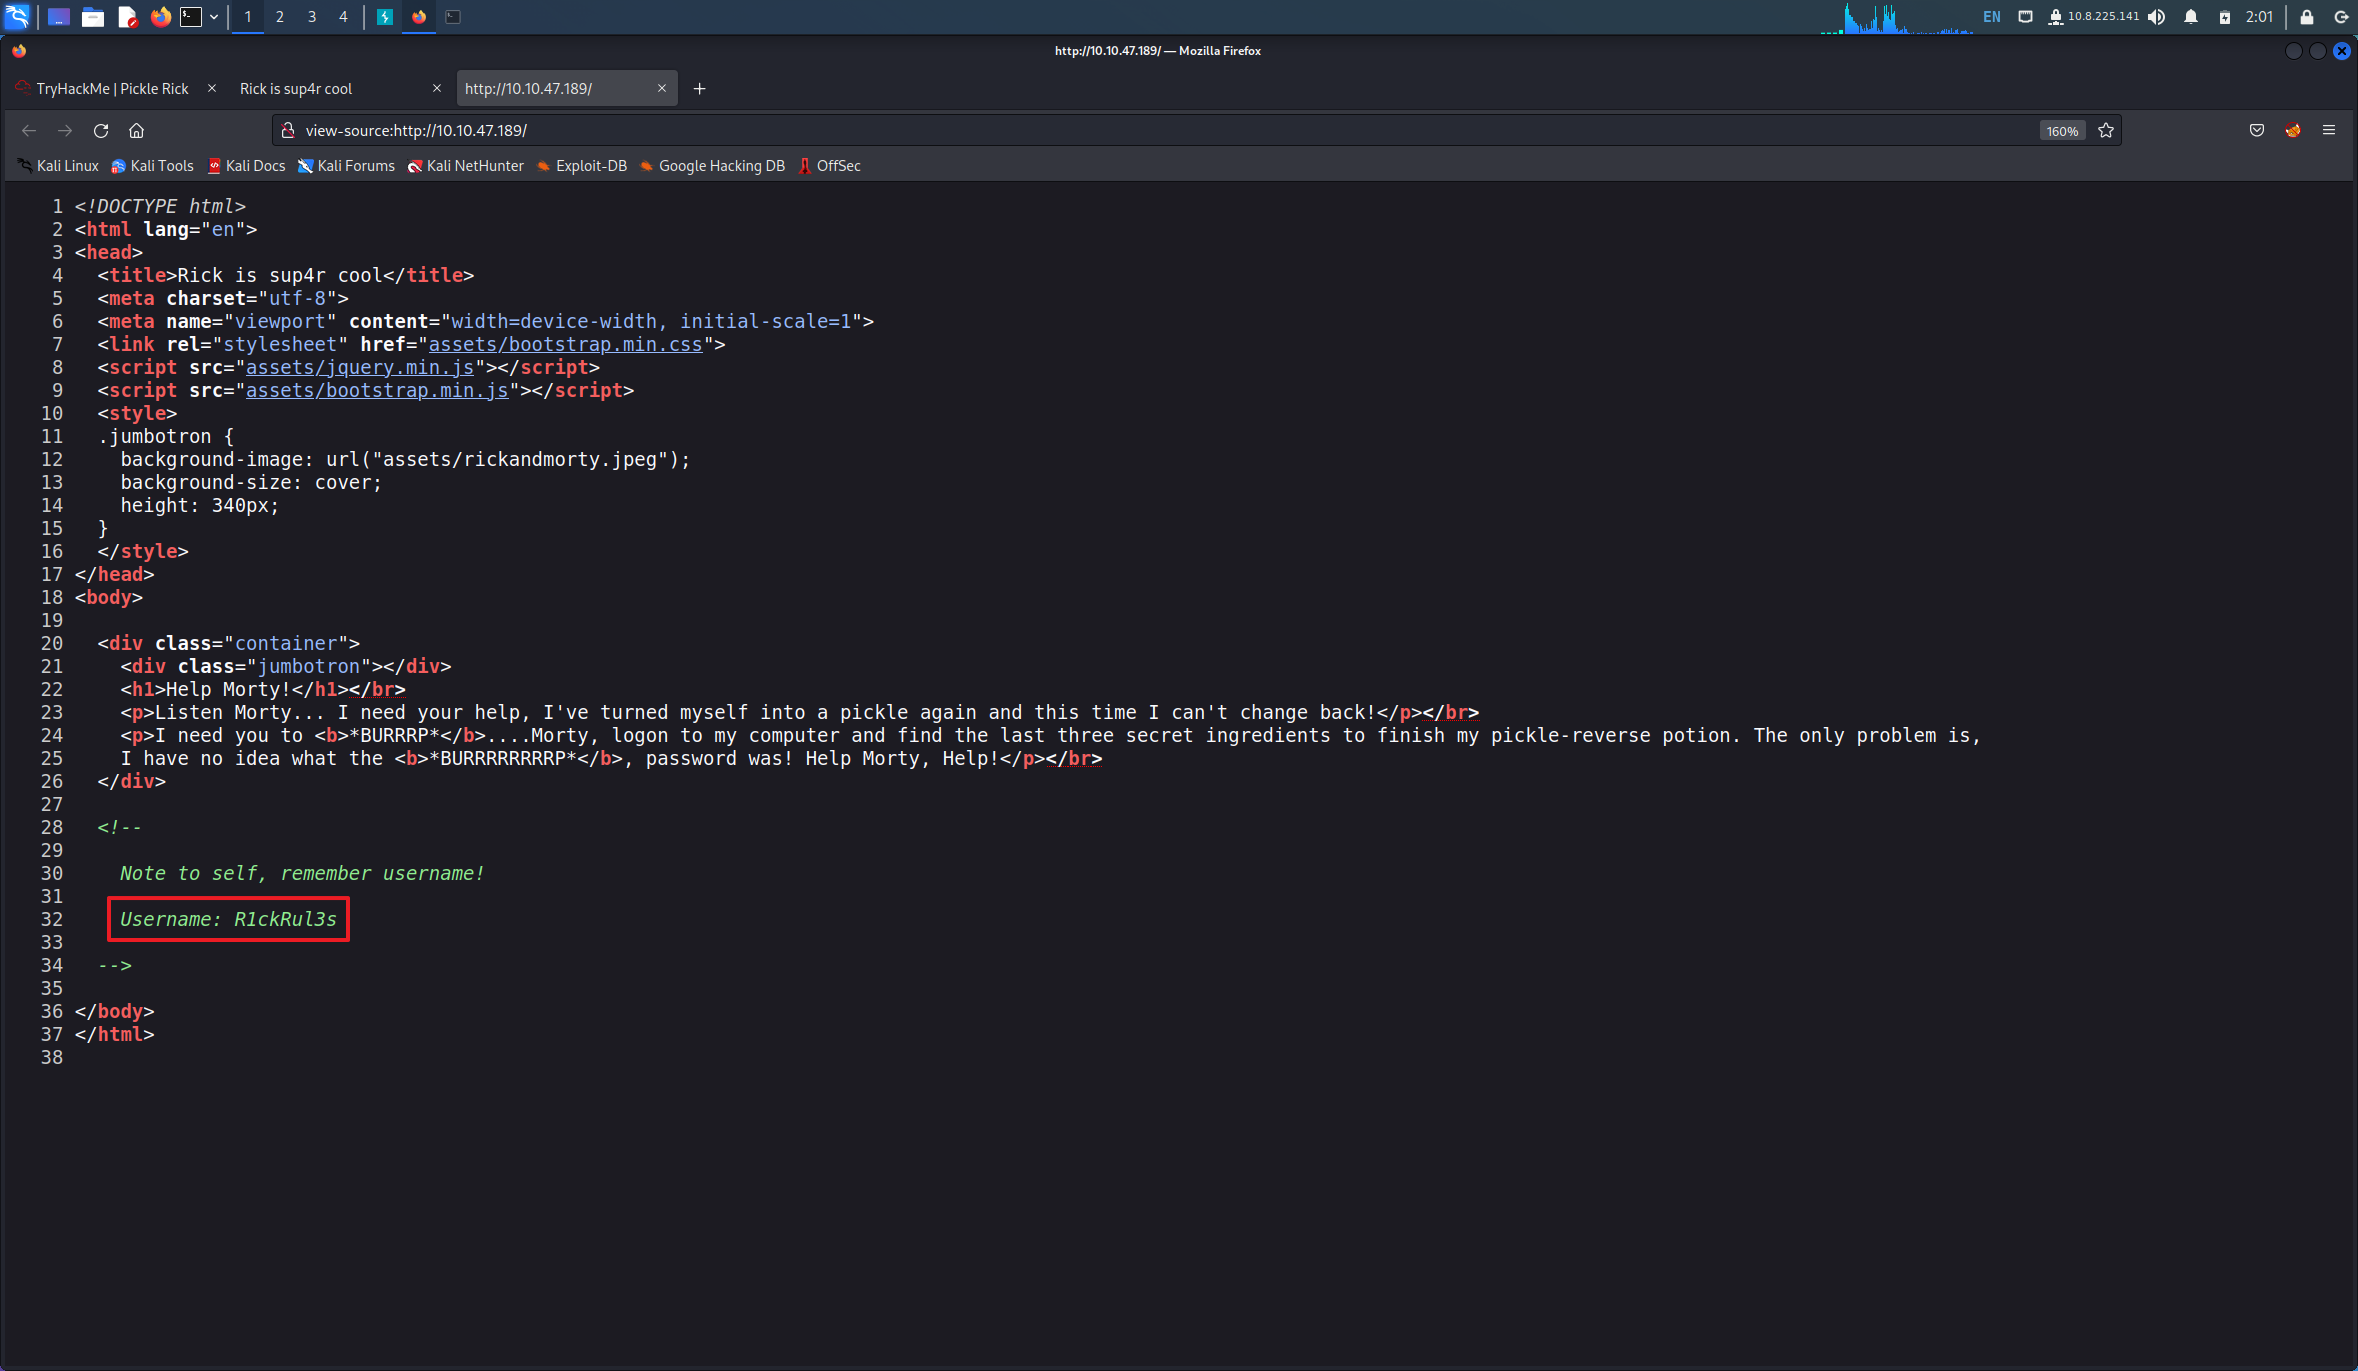 1 2 3 4 EN 10.8.225.141 2:01
http://10.10.47.189/ — Mozilla Firefox
TryHackMe | Pickle Rick Rick is sup4r cool http://10.10.47.189/
view-source:http://10.10.47.189/ 160%
Kali Linux Kali Tools Kali Docs Kali Forums Kali NetHunter Exploit-DB Google Hacking DB OffSec
1 <!DOCTYPE html>
2 <html lang="en">
3 <head>
4   <title>Rick is sup4r cool</title>
5   <meta charset="utf-8">
6   <meta name="viewport" content="width=device-width, initial-scale=1">
7   <link rel="stylesheet" href="assets/bootstrap.min.css">
8   <script src="assets/jquery.min.js"></script>
9   <script src="assets/bootstrap.min.js"></script>
10   <style>
11   .jumbotron {
12     background-image: url("assets/rickandmorty.jpeg");
13     background-size: cover;
14     height: 340px;
15   }
16   </style>
17 </head>
18 <body>
19
20   <div class="container">
21     <div class="jumbotron"></div>
22     <h1>Help Morty!</h1></br>
23     <p>Listen Morty... I need your help, I've turned myself into a pickle again and this time I can't change back!</p></br>
24     <p>I need you to <b>*BURRRP*</b>....Morty, logon to my computer and find the last three secret ingredients to finish my pickle-reverse potion. The only problem is,
25     I have no idea what the <b>*BURRRRRRRRP*</b>, password was! Help Morty, Help!</p></br>
26   </div>
27
28   <!--
29
30     Note to self, remember username!
31
32     Username: R1ckRul3s
33
34   -->
35
36 </body>
37 </html>
38